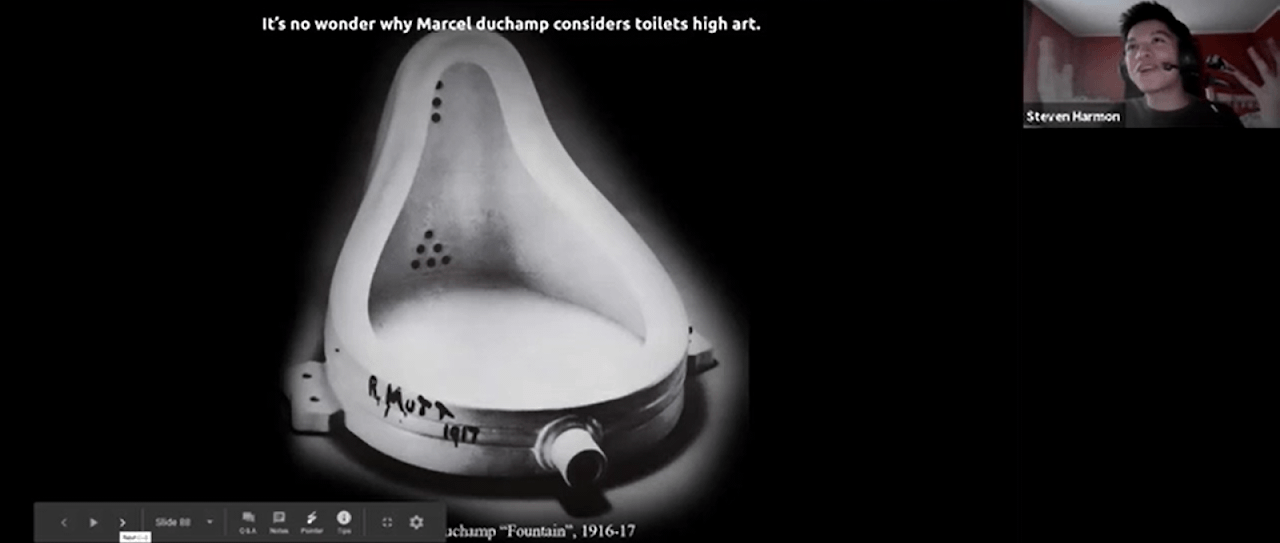 It's no wonder why Marcel duchamp considers toilets high art.
Steven Harmon
R. MUTT
1917
Slide 88
Q&A Notes Pointer Tips
uchamp "Fountain", 1916-17